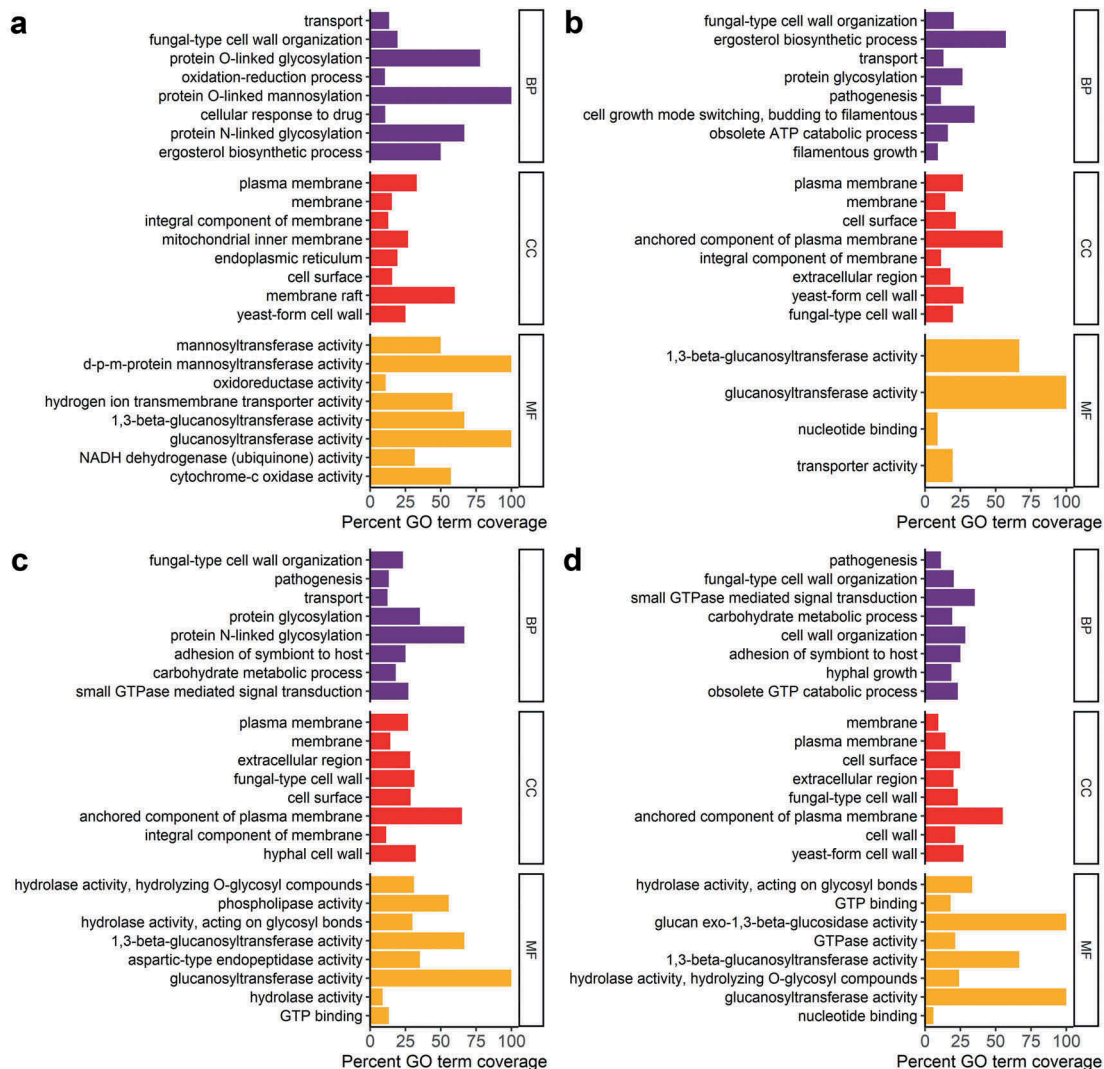 a
transport
fungal-type cell wall organization
protein O-linked glycosylation
oxidation-reduction process
protein O-linked mannosylation
cellular response to drug
protein N-linked glycosylation
ergosterol biosynthetic process
BP
plasma membrane
membrane
integral component of membrane
mitochondrial inner membrane
endoplasmic reticulum
cell surface
membrane raft
yeast-form cell wall
CC
mannosyltransferase activity
d-p-m-protein mannosyltransferase activity
oxidoreductase activity
hydrogen ion transmembrane transporter activity
1,3-beta-glucanosyltransferase activity
glucanosyltransferase activity
NADH dehydrogenase (ubiquinone) activity
cytochrome-c oxidase activity
MF
0 25 50 75 100
Percent GO term coverage
b
fungal-type cell wall organization
ergosterol biosynthetic process
transport
protein glycosylation
pathogenesis
cell growth mode switching, budding to filamentous
obsolete ATP catabolic process
filamentous growth
BP
plasma membrane
membrane
cell surface
anchored component of plasma membrane
integral component of membrane
extracellular region
yeast-form cell wall
fungal-type cell wall
CC
1,3-beta-glucanosyltransferase activity
glucanosyltransferase activity
nucleotide binding
transporter activity
MF
0 25 50 75 100
Percent GO term coverage
c
fungal-type cell wall organization
pathogenesis
transport
protein glycosylation
protein N-linked glycosylation
adhesion of symbiont to host
carbohydrate metabolic process
small GTPase mediated signal transduction
BP
plasma membrane
membrane
extracellular region
fungal-type cell wall
cell surface
anchored component of plasma membrane
integral component of membrane
hyphal cell wall
CC
hydrolase activity, hydrolyzing O-glycosyl compounds
phospholipase activity
hydrolase activity, acting on glycosyl bonds
1,3-beta-glucanosyltransferase activity
aspartic-type endopeptidase activity
glucanosyltransferase activity
hydrolase activity
GTP binding
MF
0 25 50 75 100
Percent GO term coverage
d
pathogenesis
fungal-type cell wall organization
small GTPase mediated signal transduction
carbohydrate metabolic process
cell wall organization
adhesion of symbiont to host
hyphal growth
obsolete GTP catabolic process
BP
membrane
plasma membrane
cell surface
extracellular region
fungal-type cell wall
anchored component of plasma membrane
cell wall
yeast-form cell wall
CC
hydrolase activity, acting on glycosyl bonds
GTP binding
glucan exo-1,3-beta-glucosidase activity
GTPase activity
1,3-beta-glucanosyltransferase activity
hydrolase activity, hydrolyzing O-glycosyl compounds
glucanosyltransferase activity
nucleotide binding
MF
0 25 50 75 100
Percent GO term coverage